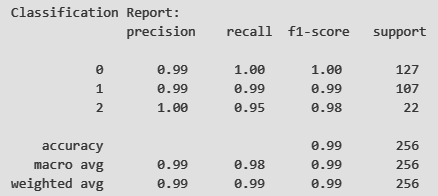 Classification Report:
precision recall f1-score support
0 0.99 1.00 1.00 127
1 0.99 0.99 0.99 107
2 1.00 0.95 0.98 22
accuracy 0.99 256
macro avg 0.99 0.98 0.99 256
weighted avg 0.99 0.99 0.99 256